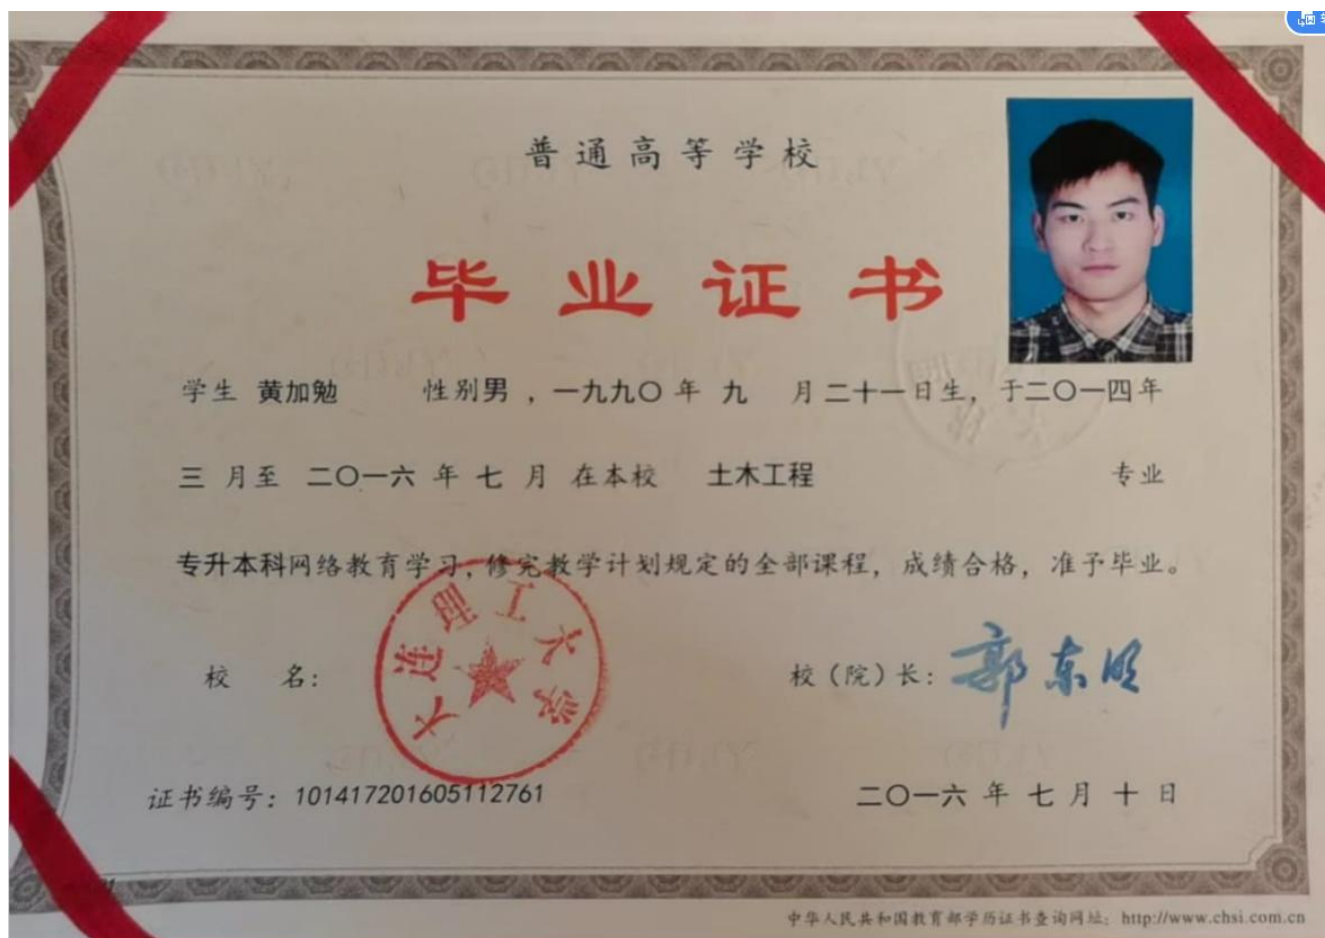 普通高等学校
毕业证书
学生 黄加勉 性别男，一九九〇年 九 月二十一日生，于二〇一四年
三 月至 二〇一六 年 七 月 在本校 土木工程 专业
专升本科网络教育学习，修完教学计划规定的全部课程，成绩合格，准予毕业。
大连理工大学
校 名： 校（院）长：郭东明
证书编号：101417201605112761 二〇一六 年 七 月 十 日
中华人民共和国教育部学历证书查询网址：http://www.chsi.com.cn